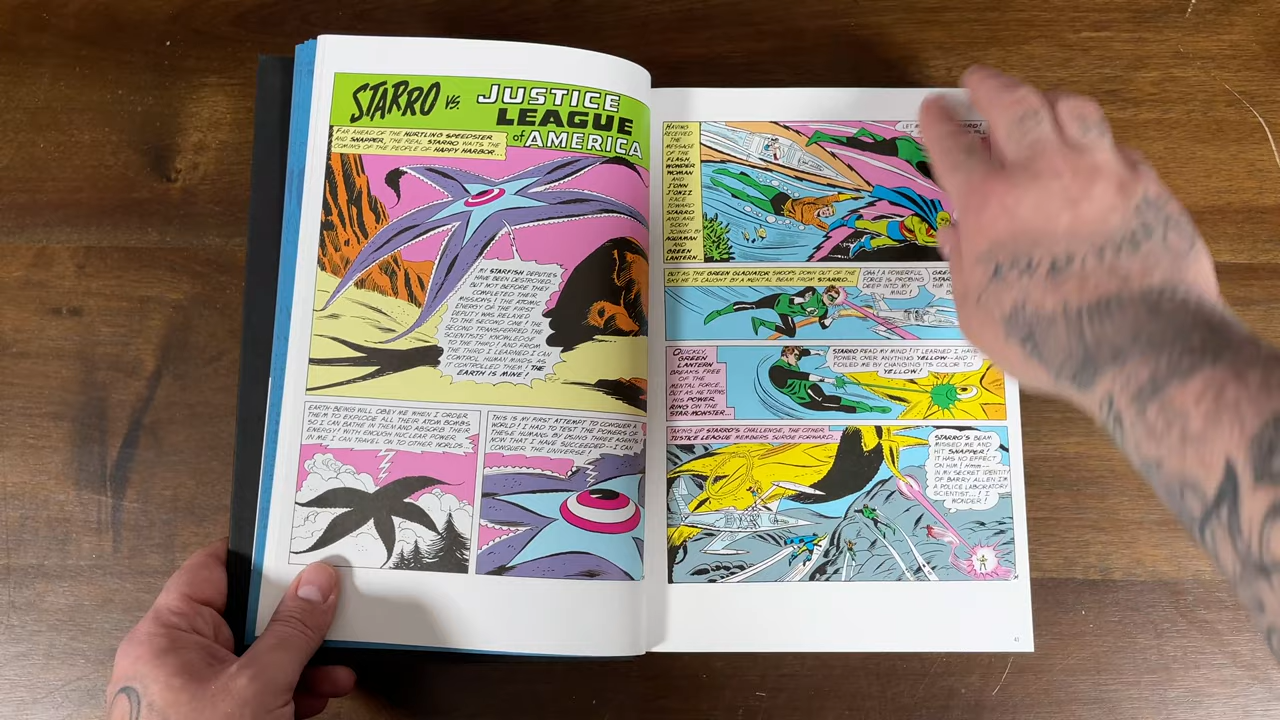 STARRO VS. JUSTICE
LEAGUE
of AMERICA
FAR AHEAD OF THE HURTLING SPEEDSTER
AND SNAPPER, THE REAL STARRO WAITS THE
COMING OF THE PEOPLE OF HAPPY HARBOR...
MY STARFISH DEPUTIES
HAVE BEEN DESTROYED...
BUT NOT BEFORE THEY
COMPLETED THEIR
MISSIONS! THE ATOMIC
ENERGY OF THE FIRST
DEPUTY WAS RELAYED
TO THE SECOND ONE! THE
SECOND TRANSFERRED THE
SCIENTISTS' KNOWLEDGE
TO THE THIRD! AND FROM
THE THIRD I LEARNED I CAN
CONTROL HUMAN MINDS, AS
IT CONTROLLED THEM! THE
EARTH IS MINE!
EARTH-BEINGS WILL OBEY ME WHEN I ORDER
THEM TO EXPLODE ALL THEIR ATOM BOMBS
SO I CAN BATHE IN THEM AND ABSORB THEIR
ENERGY! WITH ENOUGH NUCLEAR POWER
IN ME I CAN TRAVEL ON TO OTHER WORLDS.
THIS IS MY FIRST ATTEMPT TO CONQUER A
WORLD! I HAD TO TEST THE POWERS OF
THESE HUMANS BY USING THREE AGENTS!
NOW THAT I HAVE SUCCEEDED--I CAN
CONQUER THE UNIVERSE!
HAVING
RECEIVED
THE
MESSAGE
OF THE
FLASH,
WONDER
WOMAN
AND
J'ONN
J'ONZZ
RACE
TOWARD
STARRO
AND ARE
SOON
JOINED BY
AQUAMAN
AND
GREEN
LANTERN...
LET
BUT AS THE GREEN GLADIATOR SWOOPS DOWN OUT OF THE
SKY HE IS CAUGHT BY A MENTAL BEAM FROM STARRO...
OHH! A POWERFUL
FORCE IS PROBING
DEEP INTO MY
MIND!
QUICKLY,
GREEN
LANTERN
BREAKS FREE
OF THE
MENTAL FORCE...
BUT AS HE TURNS
HIS POWER
RING ON THE
STAR-MONSTER...
STARRO READ MY MIND! IT LEARNED I HAVE
POWER OVER ANYTHING YELLOW--AND IT
FOILED ME BY CHANGING ITS COLOR TO
YELLOW!
TAKING UP STARRO'S CHALLENGE, THE OTHER
JUSTICE LEAGUE MEMBERS SURGE FORWARD...
STARRO'S BEAM
MISSED ME AND
HIT SNAPPER!
IT HAS NO EFFECT
ON HIM! HMM--
IN MY SECRET IDENTITY
OF BARRY ALLEN I'M
A POLICE LABORATORY
SCIENTIST...! I
WONDER!